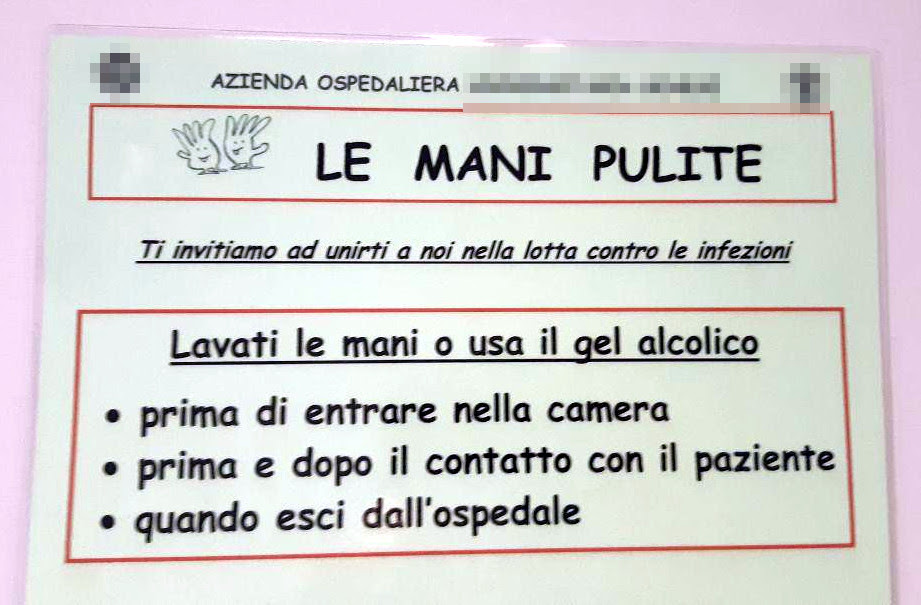 AZIENDA OSPEDALIERA
LE MANI PULITE
Ti invitiamo ad unirti a noi nella lotta contro le infezioni
Lavati le mani o usa il gel alcolico
• prima di entrare nella camera
• prima e dopo il contatto con il paziente
• quando esci dall'ospedale